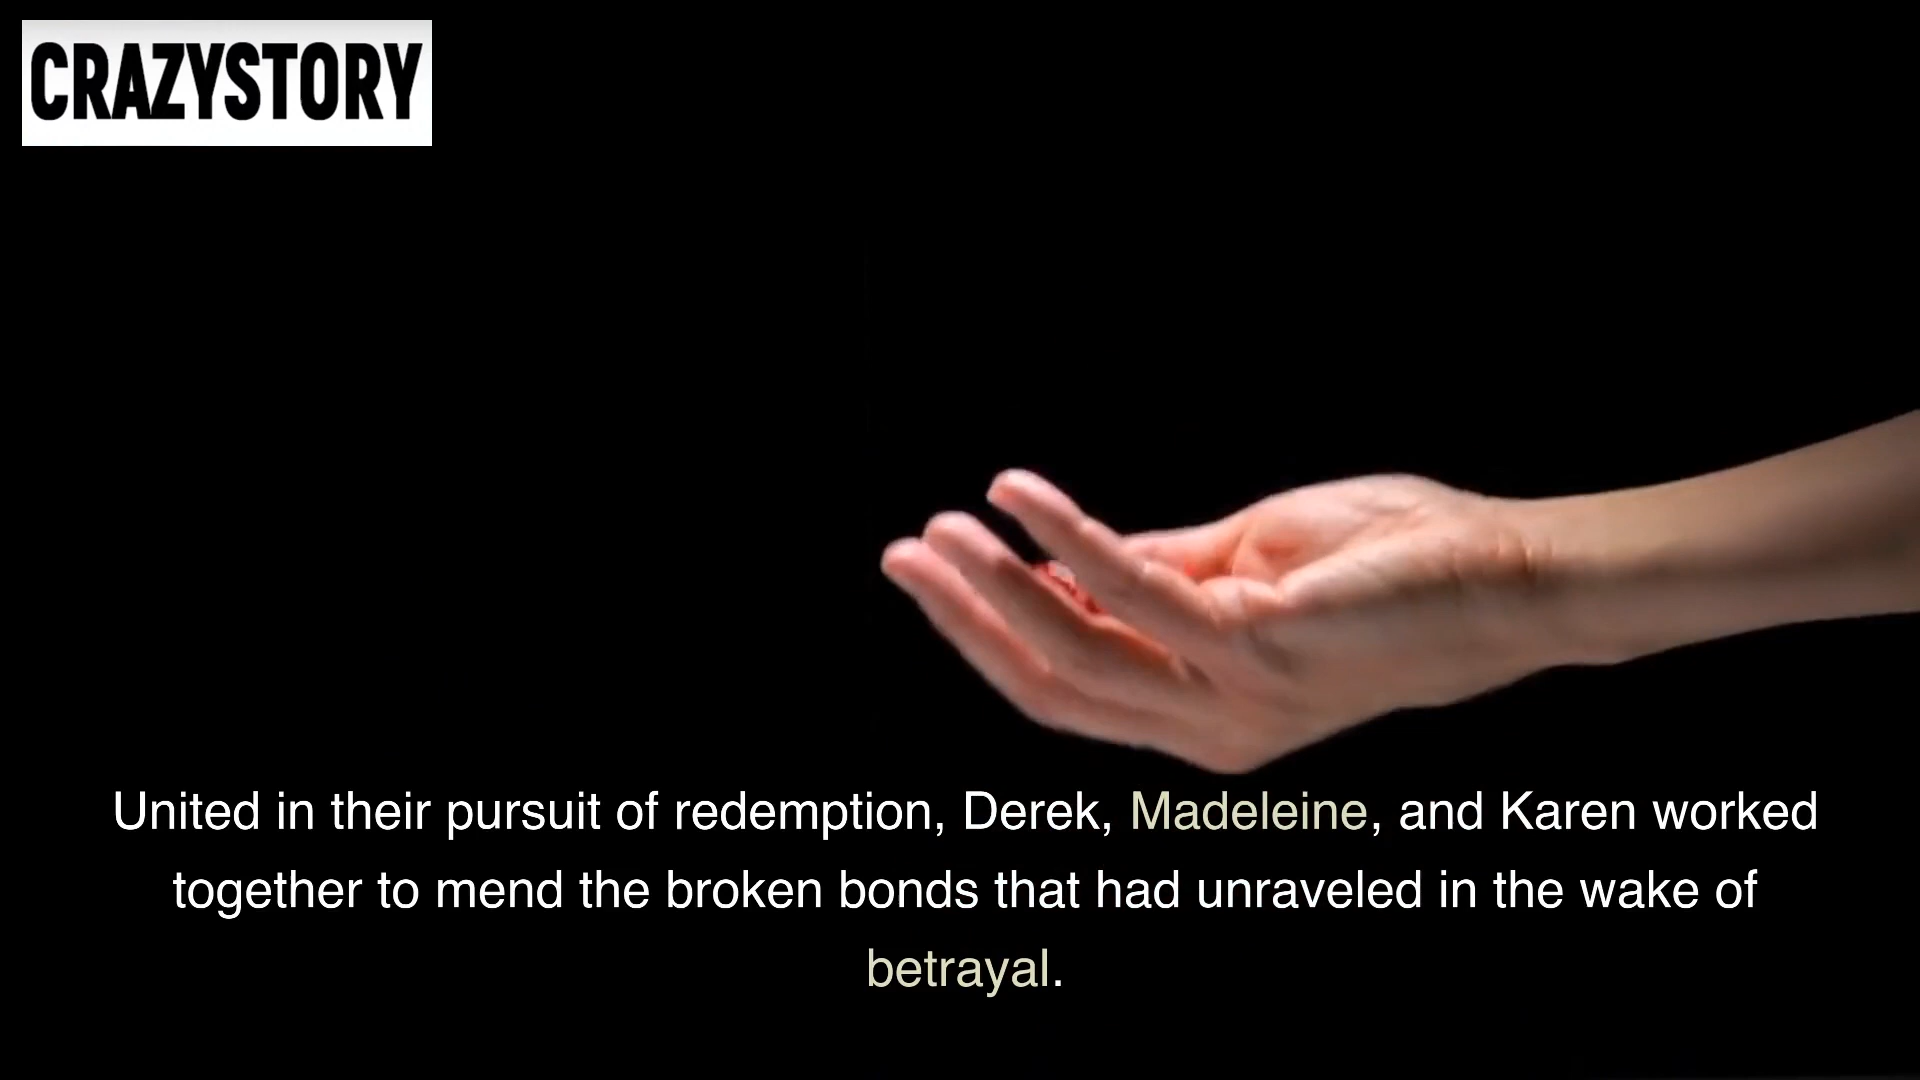 CRAZYSTORY
United in their pursuit of redemption, Derek, Madeleine, and Karen worked
together to mend the broken bonds that had unraveled in the wake of
betrayal.